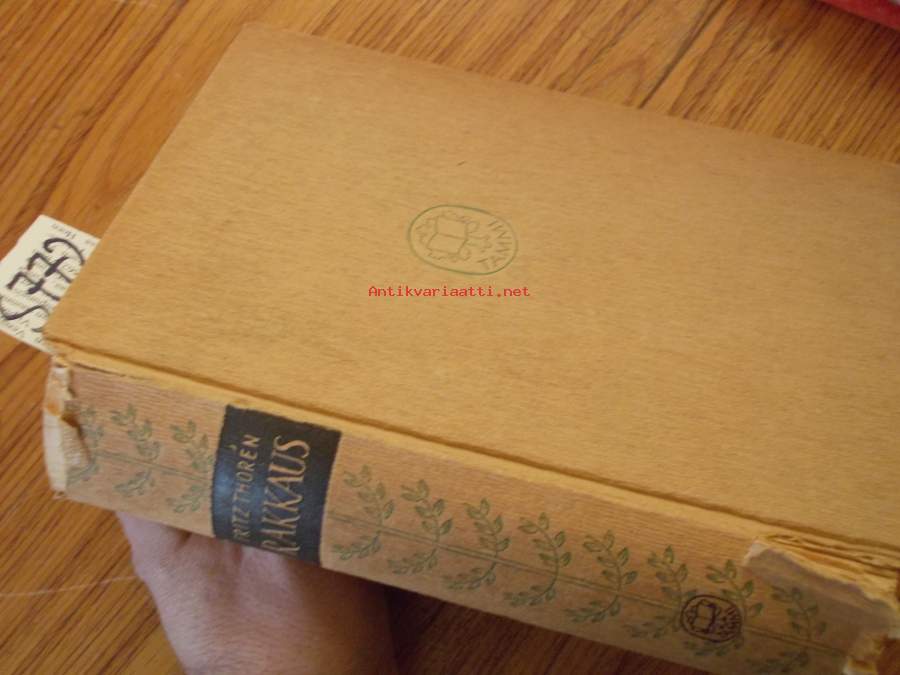 TAMMI
Antikvariaatti.net
FRITZ THORÉN
RAKKAUS